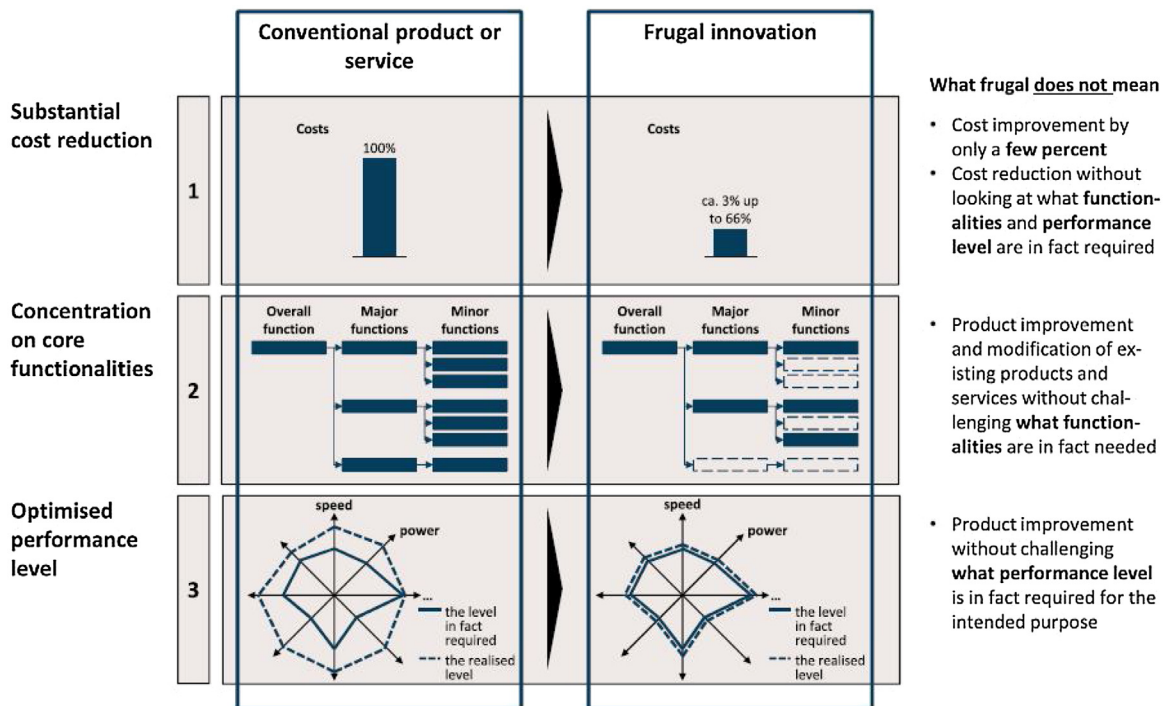 Conventional product or
service
Frugal innovation
What frugal does not mean
Substantial
cost reduction
1
Costs
100%
Costs
ca. 3% up
to 66%
• Cost improvement by
only a few percent
• Cost reduction without
looking at what function-
alities and performance
level are in fact required
Concentration
on core
functionalities
2
Overall
function
Major
functions
Minor
functions
Overall
function
Major
functions
Minor
functions
• Product improvement
and modification of ex-
isting products and
services without chal-
lenging what function-
alities are in fact needed
Optimised
performance
level
3
speed
power
...
the level
in fact
required
the realised
level
speed
power
...
the level
in fact
required
the realised
level
• Product improvement
without challenging
what performance level
is in fact required for the
intended purpose